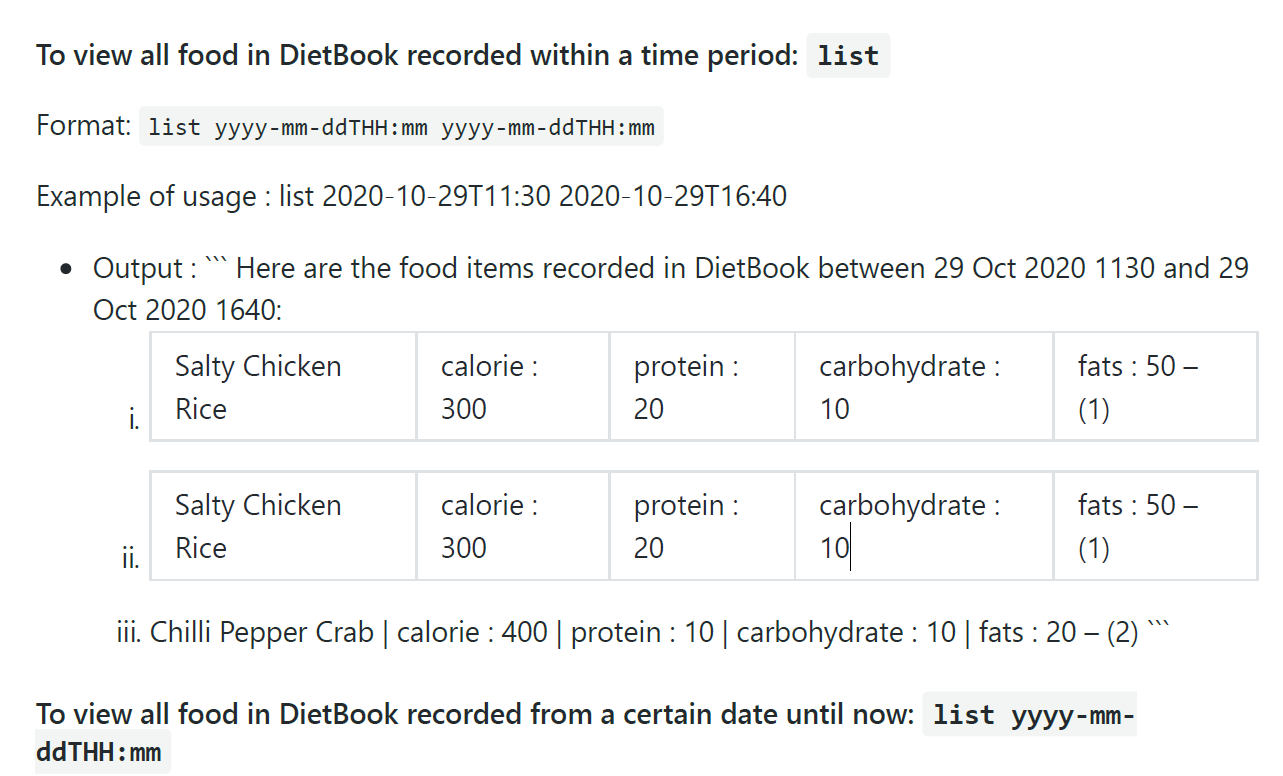 To view all food in DietBook recorded within a time period: list
Format: list yyyy-mm-ddTHH:mm yyyy-mm-ddTHH:mm
Example of usage : list 2020-10-29T11:30 2020-10-29T16:40
• Output : ``` Here are the food items recorded in DietBook between 29 Oct 2020 1130 and 29
Oct 2020 1640:
Salty Chicken calorie : protein : carbohydrate : fats : 50 –
i. Rice 300 20 10 (1)
Salty Chicken calorie : protein : carbohydrate : fats : 50 –
ii. Rice 300 20 10 (1)
iii. Chilli Pepper Crab | calorie : 400 | protein : 10 | carbohydrate : 10 | fats : 20 – (2) ```
To view all food in DietBook recorded from a certain date until now: list yyyy-mm-
ddTHH:mm